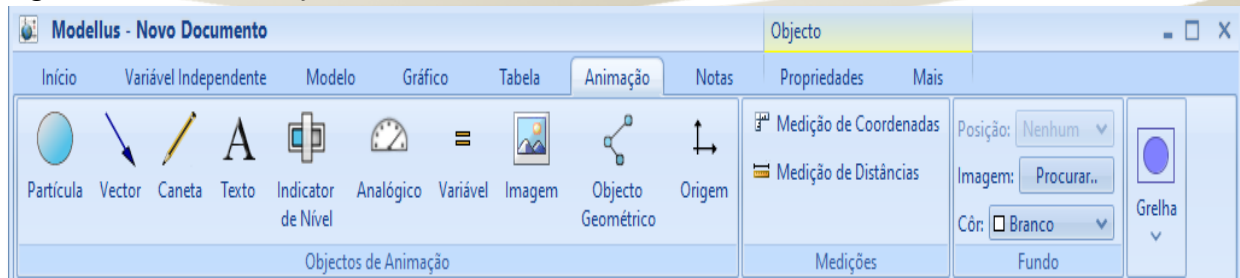 Modellus - Novo Documento
Objecto
Início Variável Independente Modelo Gráfico Tabela Animação Notas Propriedades Mais
Partícula Vector Caneta Texto Indicator de Nível Analógico Variável Imagem Objecto Geométrico Origem
Objectos de Animação
Medição de Coordenadas
Medição de Distâncias
Medições
Posição: Nenhum
Imagem: Procurar..
Côr: Branco
Fundo
Grelha